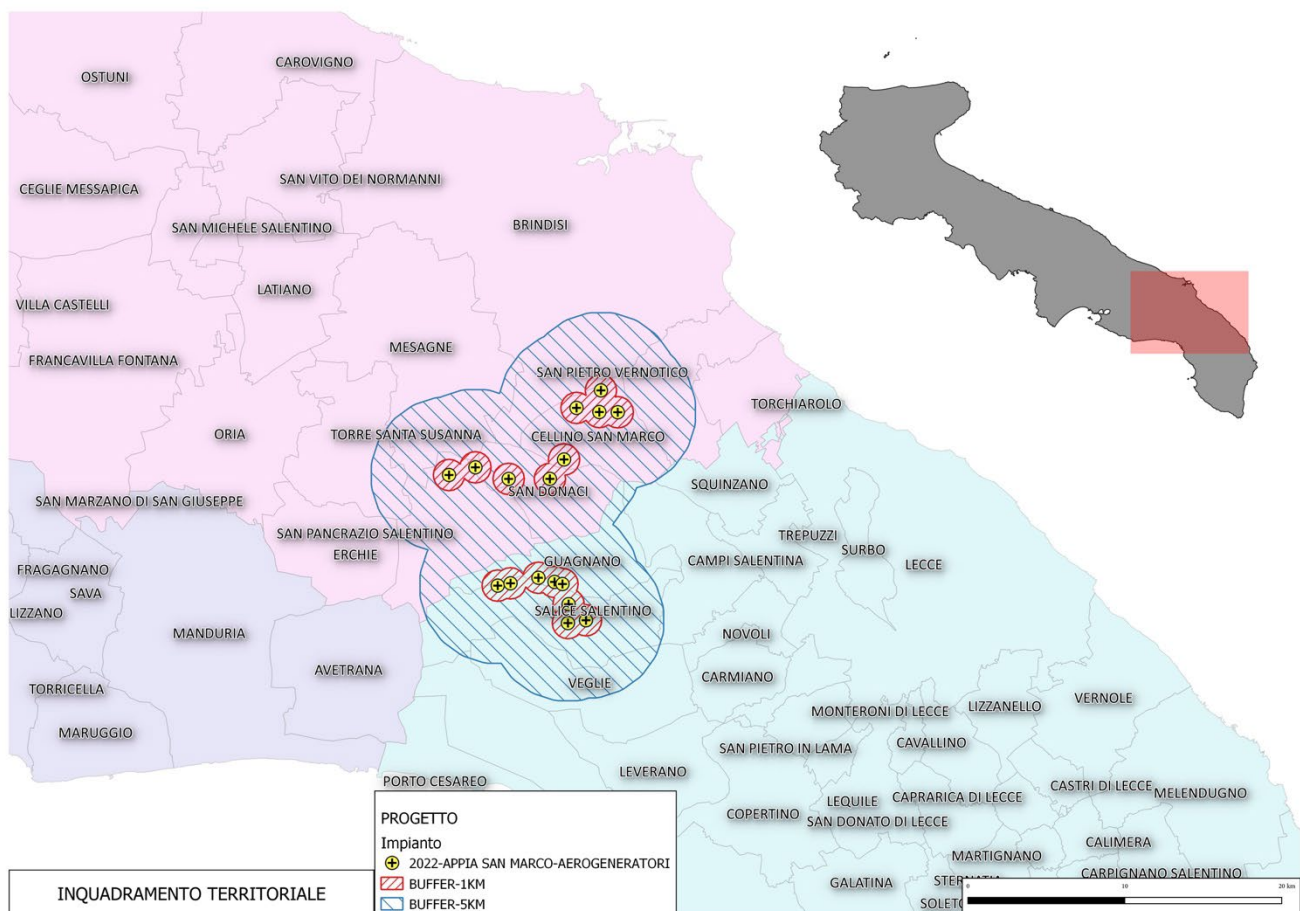 OSTUNI
CAROVIGNO
CEGLIE MESSAPICA
SAN VITO DEI NORMANNI
SAN MICHELE SALENTINO
BRINDISI
LATIANO
VILLA CASTELLI
FRANCAVILLA FONTANA
MESAGNE
SAN PIETRO VERNOTICO
TORCHIAROLO
ORIA
TORRE SANTA SUSANNA
CELLINO SAN MARCO
SAN MARZANO DI SAN GIUSEPPE
SAN DONACI
SQUINZANO
SAN PANCRAZIO SALENTINO
ERCHIE
TREPUZZI
SURBO
LECCE
FRAGAGNANO
SAVA
LIZZANO
GUAGNANO
CAMPI SALENTINA
MANDURIA
SALICE SALENTINO
NOVOLI
AVETRANA
VEGLIE
CARMIANO
TORRICELLA
MARUGGIO
MONTERONI DI LECCE
LIZZANELLO
VERNOLE
SAN PIETRO IN LAMA
CAVALLINO
PORTO CESAREO
LEVERANO
COPERTINO
LEQUILE
CAPRARICA DI LECCE
CASTRI DI LECCE
MELENDUGNO
SAN DONATO DI LECCE
MARTIGNANO
CALIMERA
GALATINA
STERNATIA
CARPIGNANO SALENTINO
SOLETO
PROGETTO
Impianto
2022-APPIA SAN MARCO-AEROGENERATORI
BUFFER-1KM
BUFFER-5KM
INQUADRAMENTO TERRITORIALE
0 10 20 km